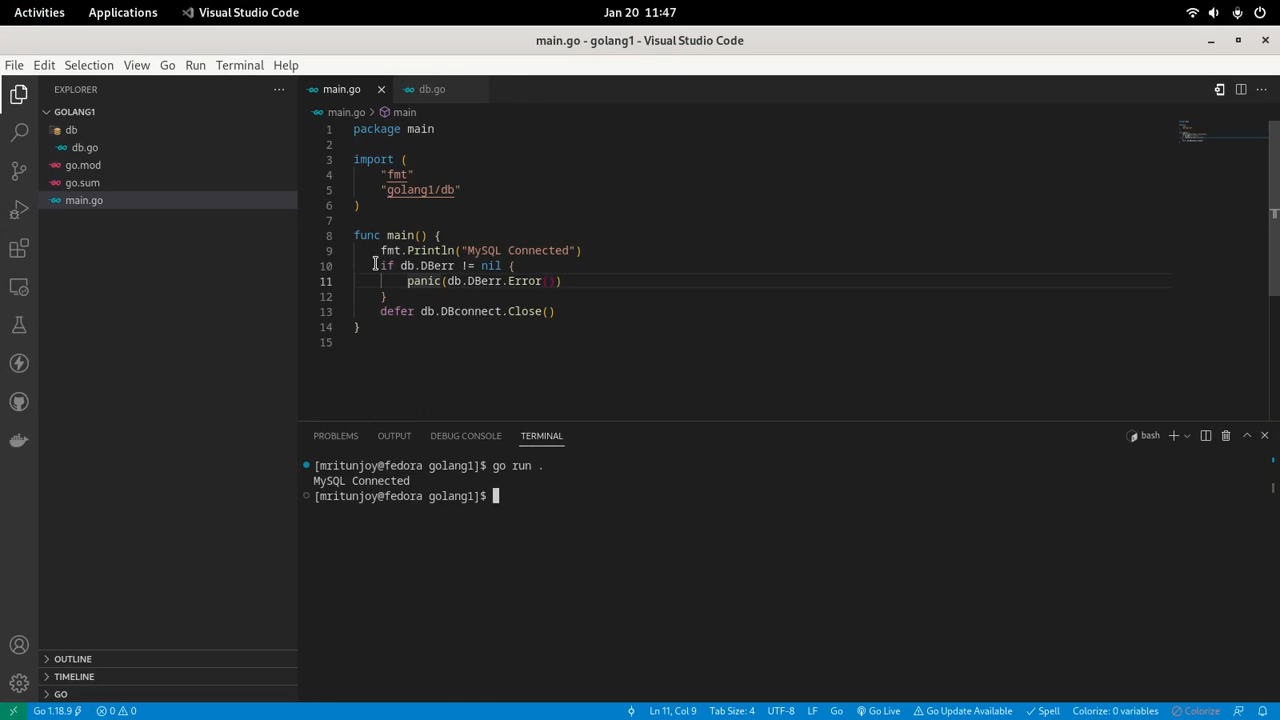 Activities Applications Visual Studio Code Jan 20 11:47
main.go - golang1 - Visual Studio Code
File Edit Selection View Go Run Terminal Help
EXPLORER
GOLANG1
db
db.go
go.mod
go.sum
main.go
OUTLINE
TIMELINE
GO
main.go db.go
main.go > main
1 package main
2
3 import (
4 "fmt"
5 "golang1/db"
6 )
7
8 func main() {
9 fmt.Println("MySQL Connected")
10 if db.DBerr != nil {
11 panic(db.DBerr.Error())
12 }
13 defer db.DBconnect.Close()
14 }
15
PROBLEMS OUTPUT DEBUG CONSOLE TERMINAL bash
[mritunjoy@fedora golang1]$ go run .
MySQL Connected
[mritunjoy@fedora golang1]$
Go 1.18.9 0 0 Ln 11, Col 9 Tab Size: 4 UTF-8 LF Go Go Live Go Update Available Spell Colorize: 0 variables Colorize